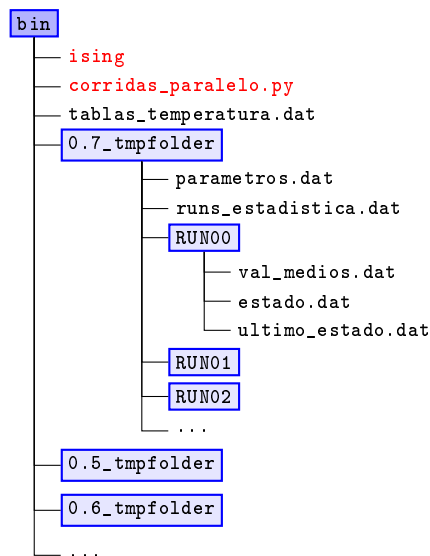 bin
ising
corridas_paralelo.py
tablas_temperatura.dat
0.7_tmpfolder
parametros.dat
runs_estadistica.dat
RUN00
val_medios.dat
estado.dat
ultimo_estado.dat
RUN01
RUN02
...
0.5_tmpfolder
0.6_tmpfolder
...